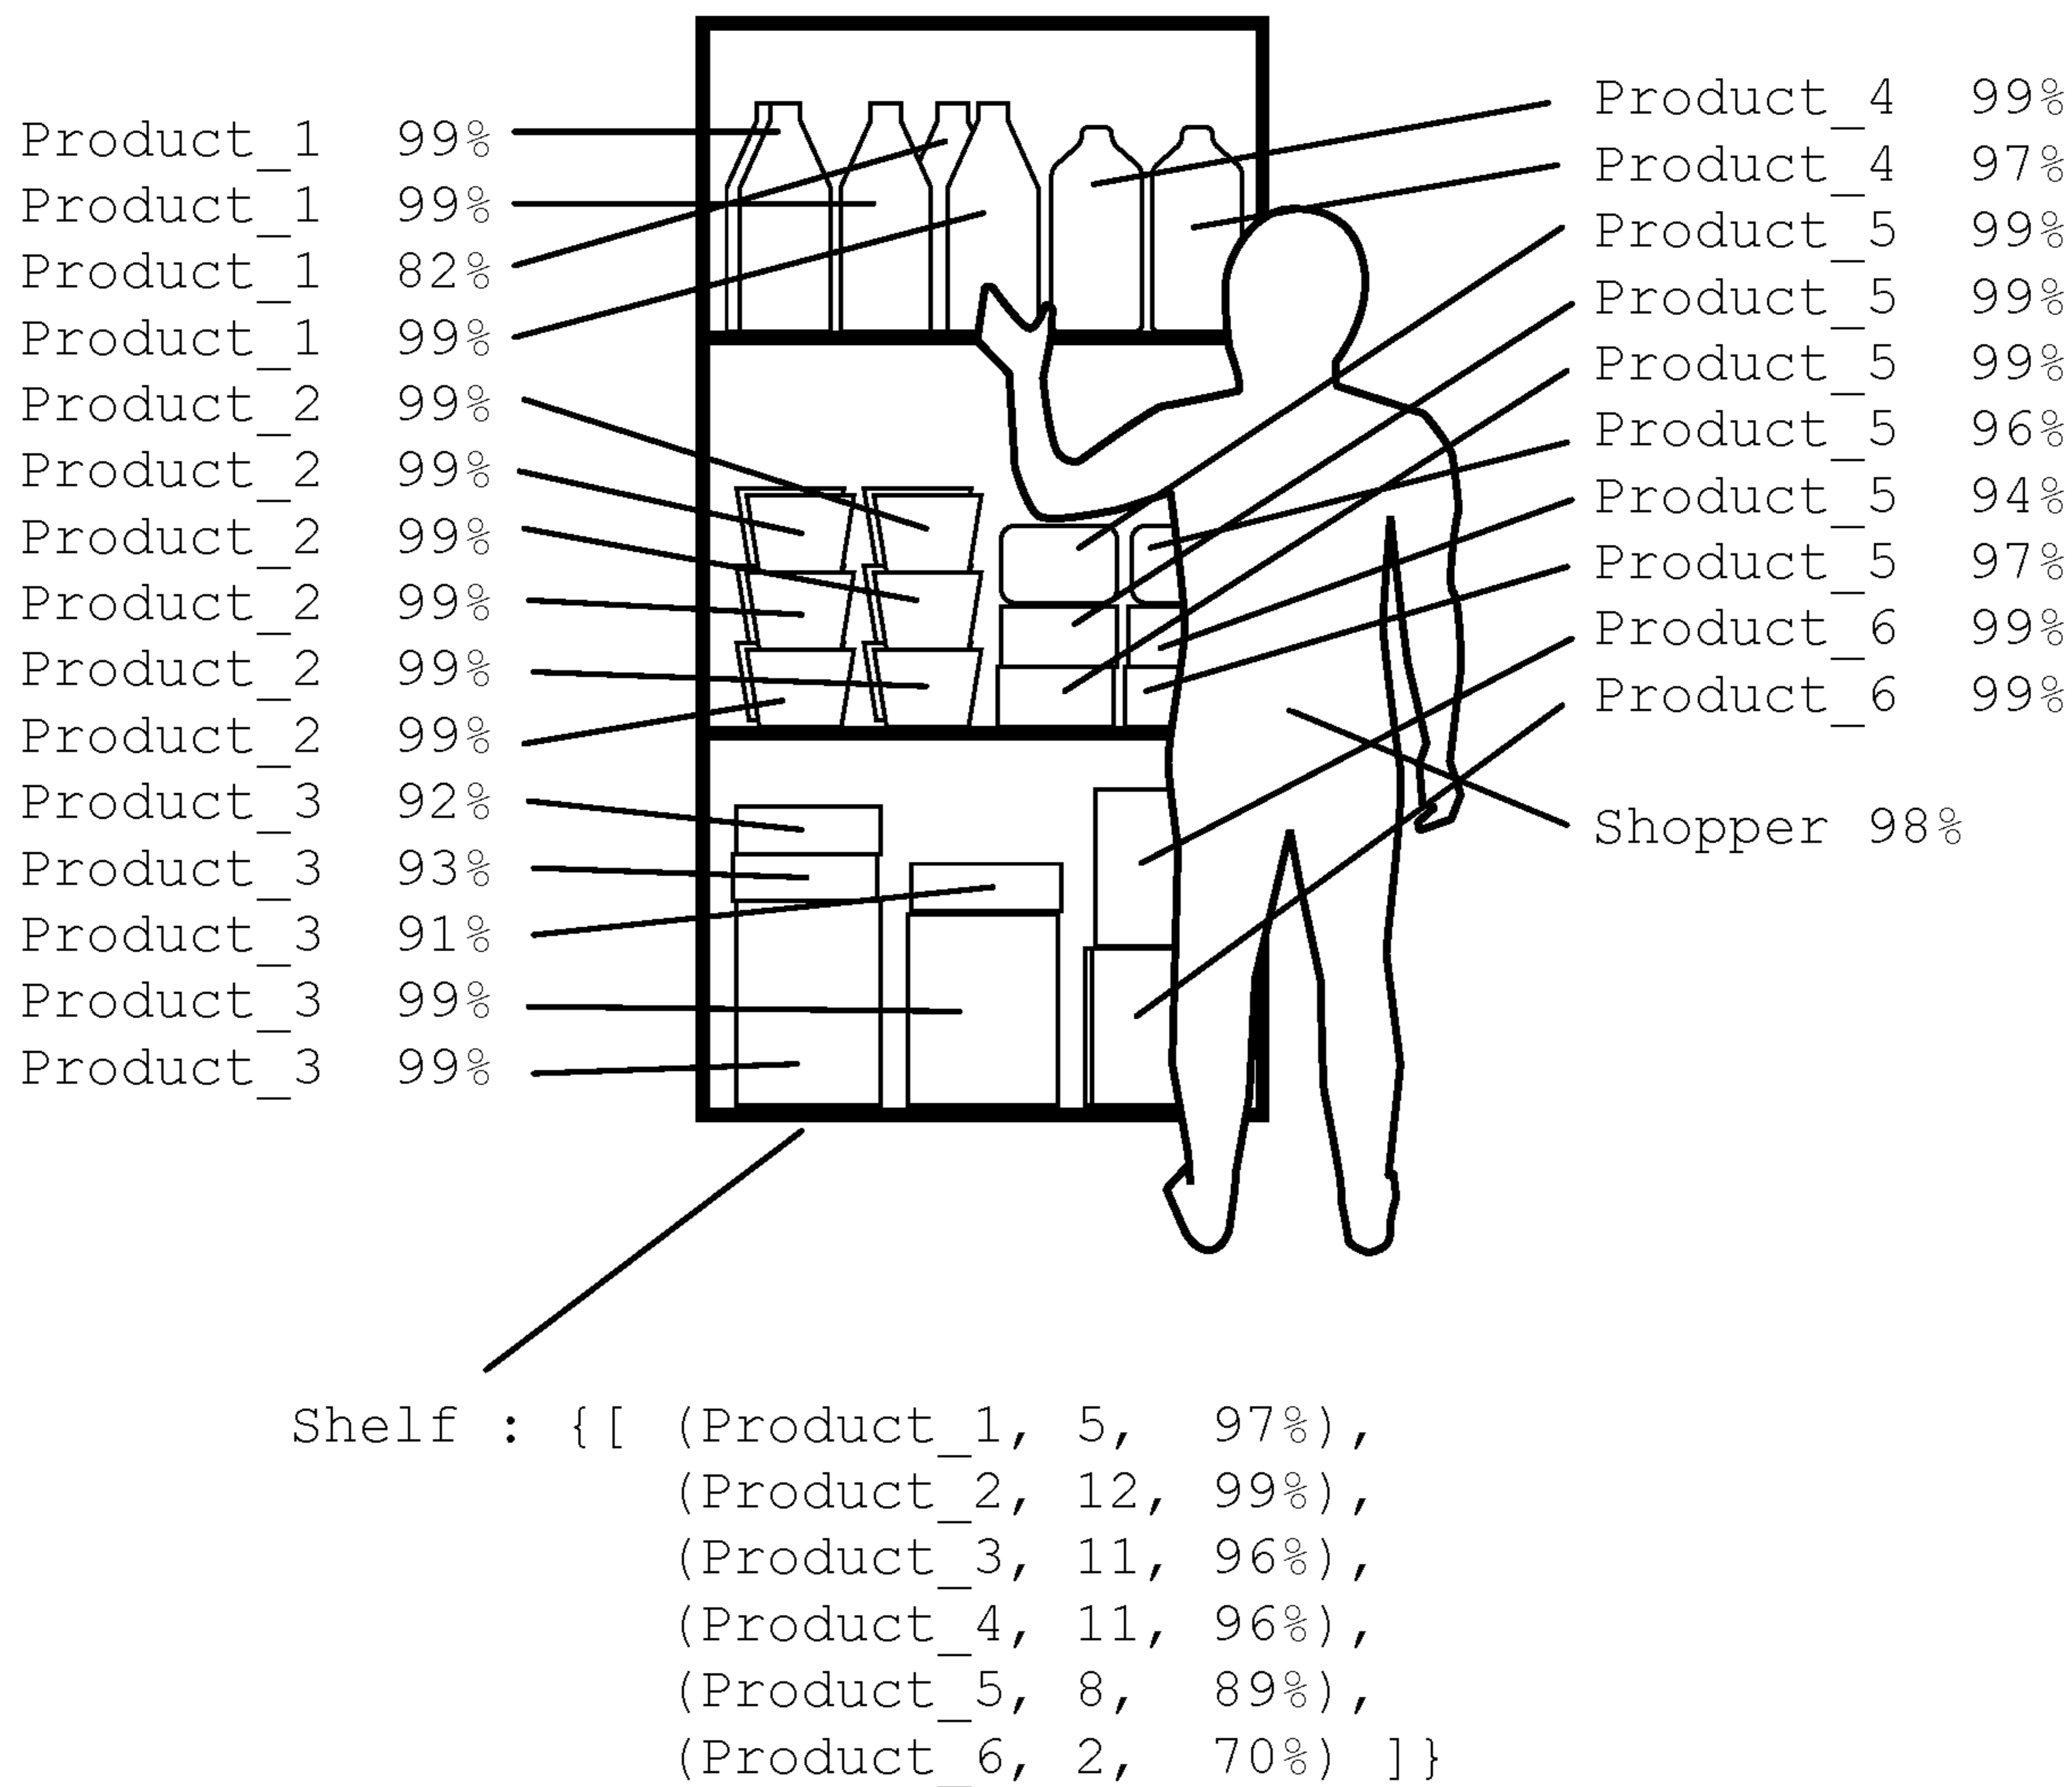 Product_1 99%
Product_1 99%
Product_1 82%
Product_1 99%
Product_2 99%
Product_2 99%
Product_2 99%
Product_2 99%
Product_2 99%
Product_2 99%
Product_3 92%
Product_3 93%
Product_3 91%
Product_3 99%
Product_3 99%
Product_4 99%
Product_4 97%
Product_5 99%
Product_5 99%
Product_5 99%
Product_5 96%
Product_5 94%
Product_5 97%
Product_6 99%
Product_6 99%
Shopper 98%
Shelf : {[ (Product_1, 5, 97%),
(Product_2, 12, 99%),
(Product_3, 11, 96%),
(Product_4, 11, 96%),
(Product_5, 8, 89%),
(Product_6, 2, 70%) ]}